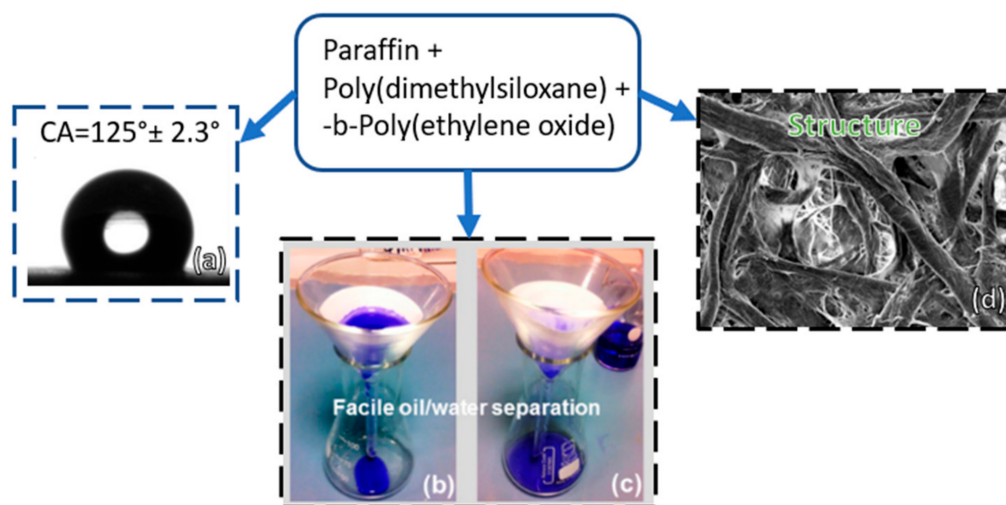 Paraffin +
Poly(dimethylsiloxane) +
-b-Poly(ethylene oxide)
CA=125°± 2.3°
(a)
Structure
(d)
Facile oil/water separation
(b)
(c)